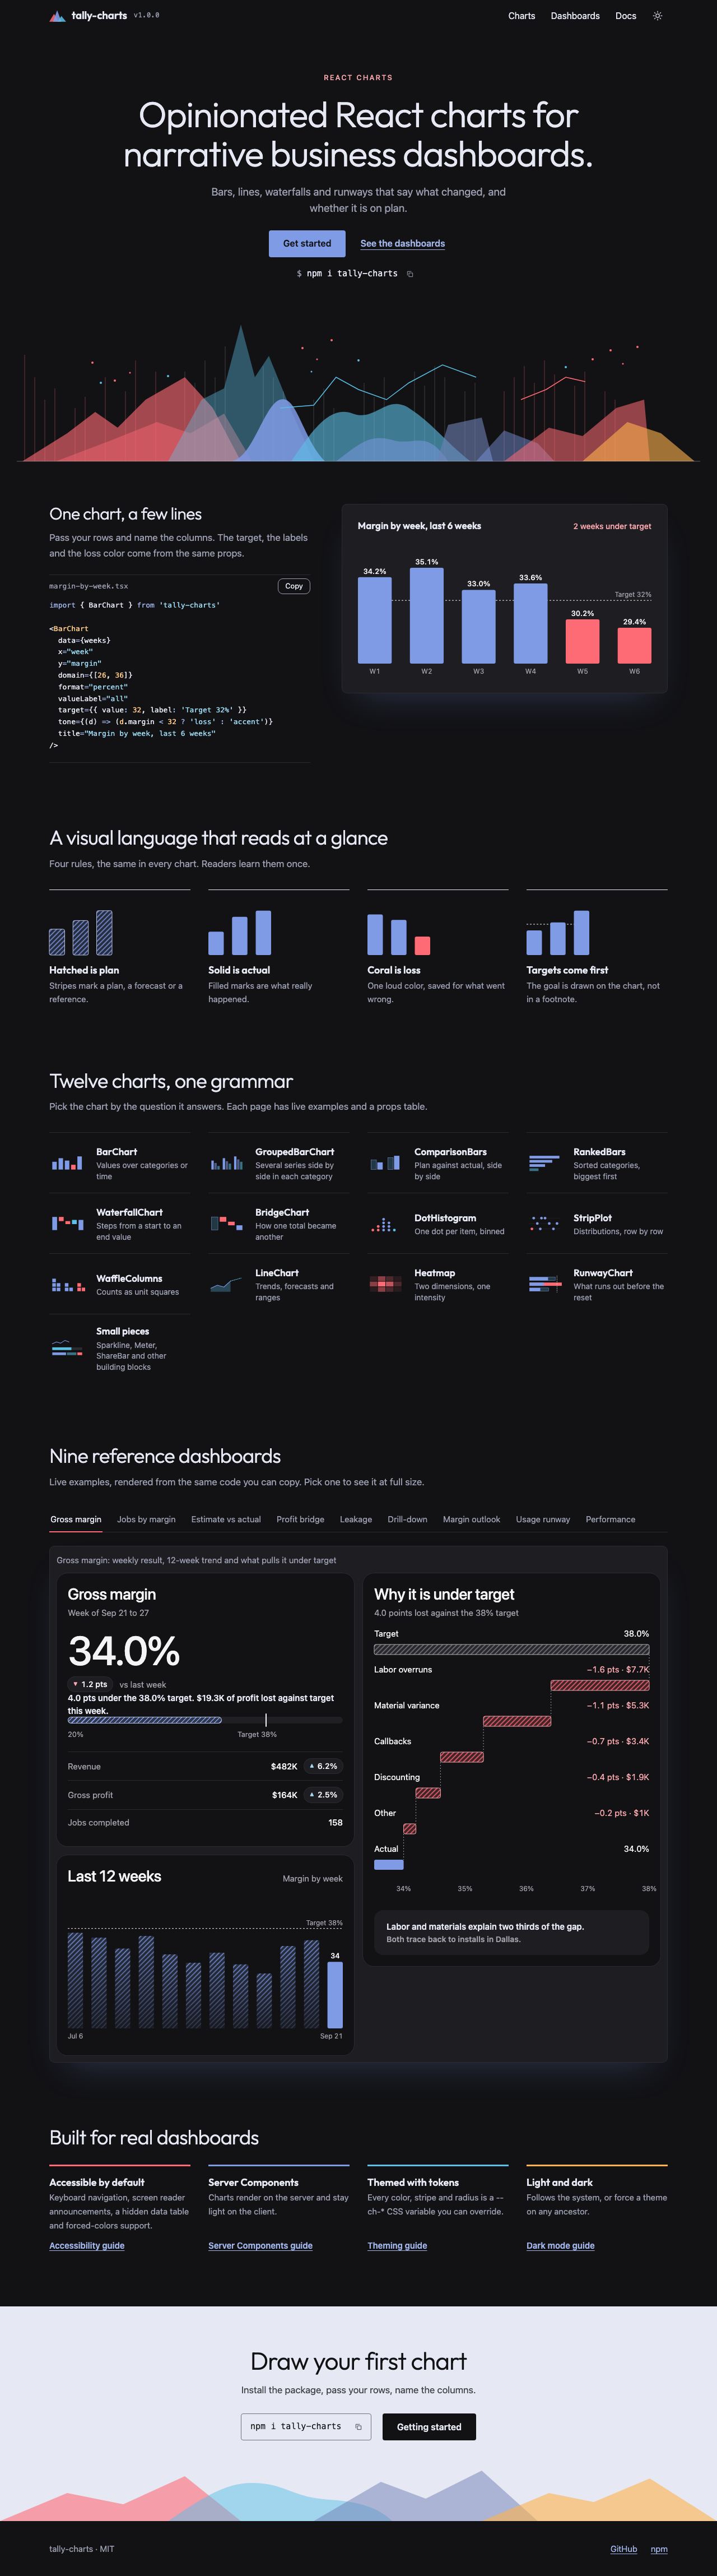 tally-charts v1.0.0
Charts Dashboards Docs
REACT CHARTS
Opinionated React charts for
narrative business dashboards.
Bars, lines, waterfalls and runways that say what changed, and
whether it is on plan.
Get started See the dashboards
$ npm i tally-charts
One chart, a few lines
Pass your rows and name the columns. The target, the labels
and the loss color come from the same props.
margin-by-week.tsx Copy
import { BarChart } from 'tally-charts'
<BarChart
data={weeks}
x="week"
y="margin"
domain={[26, 36]}
format="percent"
valueLabel="all"
target={{ value: 32, label: 'Target 32%' }}
tone={(d) => (d.margin < 32 ? 'loss' : 'accent')}
title="Margin by week, last 6 weeks"
/>
Margin by week, last 6 weeks 2 weeks under target
34.2% 35.1% 33.0% 33.6% 30.2% 29.4%
Target 32%
W1 W2 W3 W4 W5 W6
A visual language that reads at a glance
Four rules, the same in every chart. Readers learn them once.
Hatched is plan
Stripes mark a plan, a forecast or a
reference.
Solid is actual
Filled marks are what really
happened.
Coral is loss
One loud color, saved for what went
wrong.
Targets come first
The goal is drawn on the chart, not
in a footnote.
Twelve charts, one grammar
Pick the chart by the question it answers. Each page has live examples and a props table.
BarChart
Values over categories or
time
GroupedBarChart
Several series side by
side in each category
ComparisonBars
Plan against actual, side
by side
RankedBars
Sorted categories,
biggest first
WaterfallChart
Steps from a start to an
end value
BridgeChart
How one total became
another
DotHistogram
One dot per item, binned
StripPlot
Distributions, row by row
WaffleColumns
Counts as unit squares
LineChart
Trends, forecasts and
ranges
Heatmap
Two dimensions, one
intensity
RunwayChart
What runs out before the
reset
Small pieces
Sparkline, Meter,
ShareBar and other
building blocks
Nine reference dashboards
Live examples, rendered from the same code you can copy. Pick one to see it at full size.
Gross margin Jobs by margin Estimate vs actual Profit bridge Leakage Drill-down Margin outlook Usage runway Performance
Gross margin: weekly result, 12-week trend and what pulls it under target
Gross margin
Week of Sep 21 to 27
34.0%
▼ 1.2 pts vs last week
4.0 pts under the 38.0% target. $19.3K of profit lost against target
this week.
20% Target 38%
Revenue $482K ▲ 6.2%
Gross profit $164K ▲ 2.5%
Jobs completed 158
Last 12 weeks Margin by week
Target 38%
34
Jul 6 Sep 21
Why it is under target
4.0 points lost against the 38% target
Target 38.0%
Labor overruns −1.6 pts · $7.7K
Material variance −1.1 pts · $5.3K
Callbacks −0.7 pts · $3.4K
Discounting −0.4 pts · $1.9K
Other −0.2 pts · $1K
Actual 34.0%
34% 35% 36% 37% 38%
Labor and materials explain two thirds of the gap.
Both trace back to installs in Dallas.
Built for real dashboards
Accessible by default
Keyboard navigation, screen reader
announcements, a hidden data table
and forced-colors support.
Accessibility guide
Server Components
Charts render on the server and stay
light on the client.
Server Components guide
Themed with tokens
Every color, stripe and radius is a --
ch-* CSS variable you can override.
Theming guide
Light and dark
Follows the system, or force a theme
on any ancestor.
Dark mode guide
Draw your first chart
Install the package, pass your rows, name the columns.
npm i tally-charts Getting started
tally-charts · MIT GitHub npm